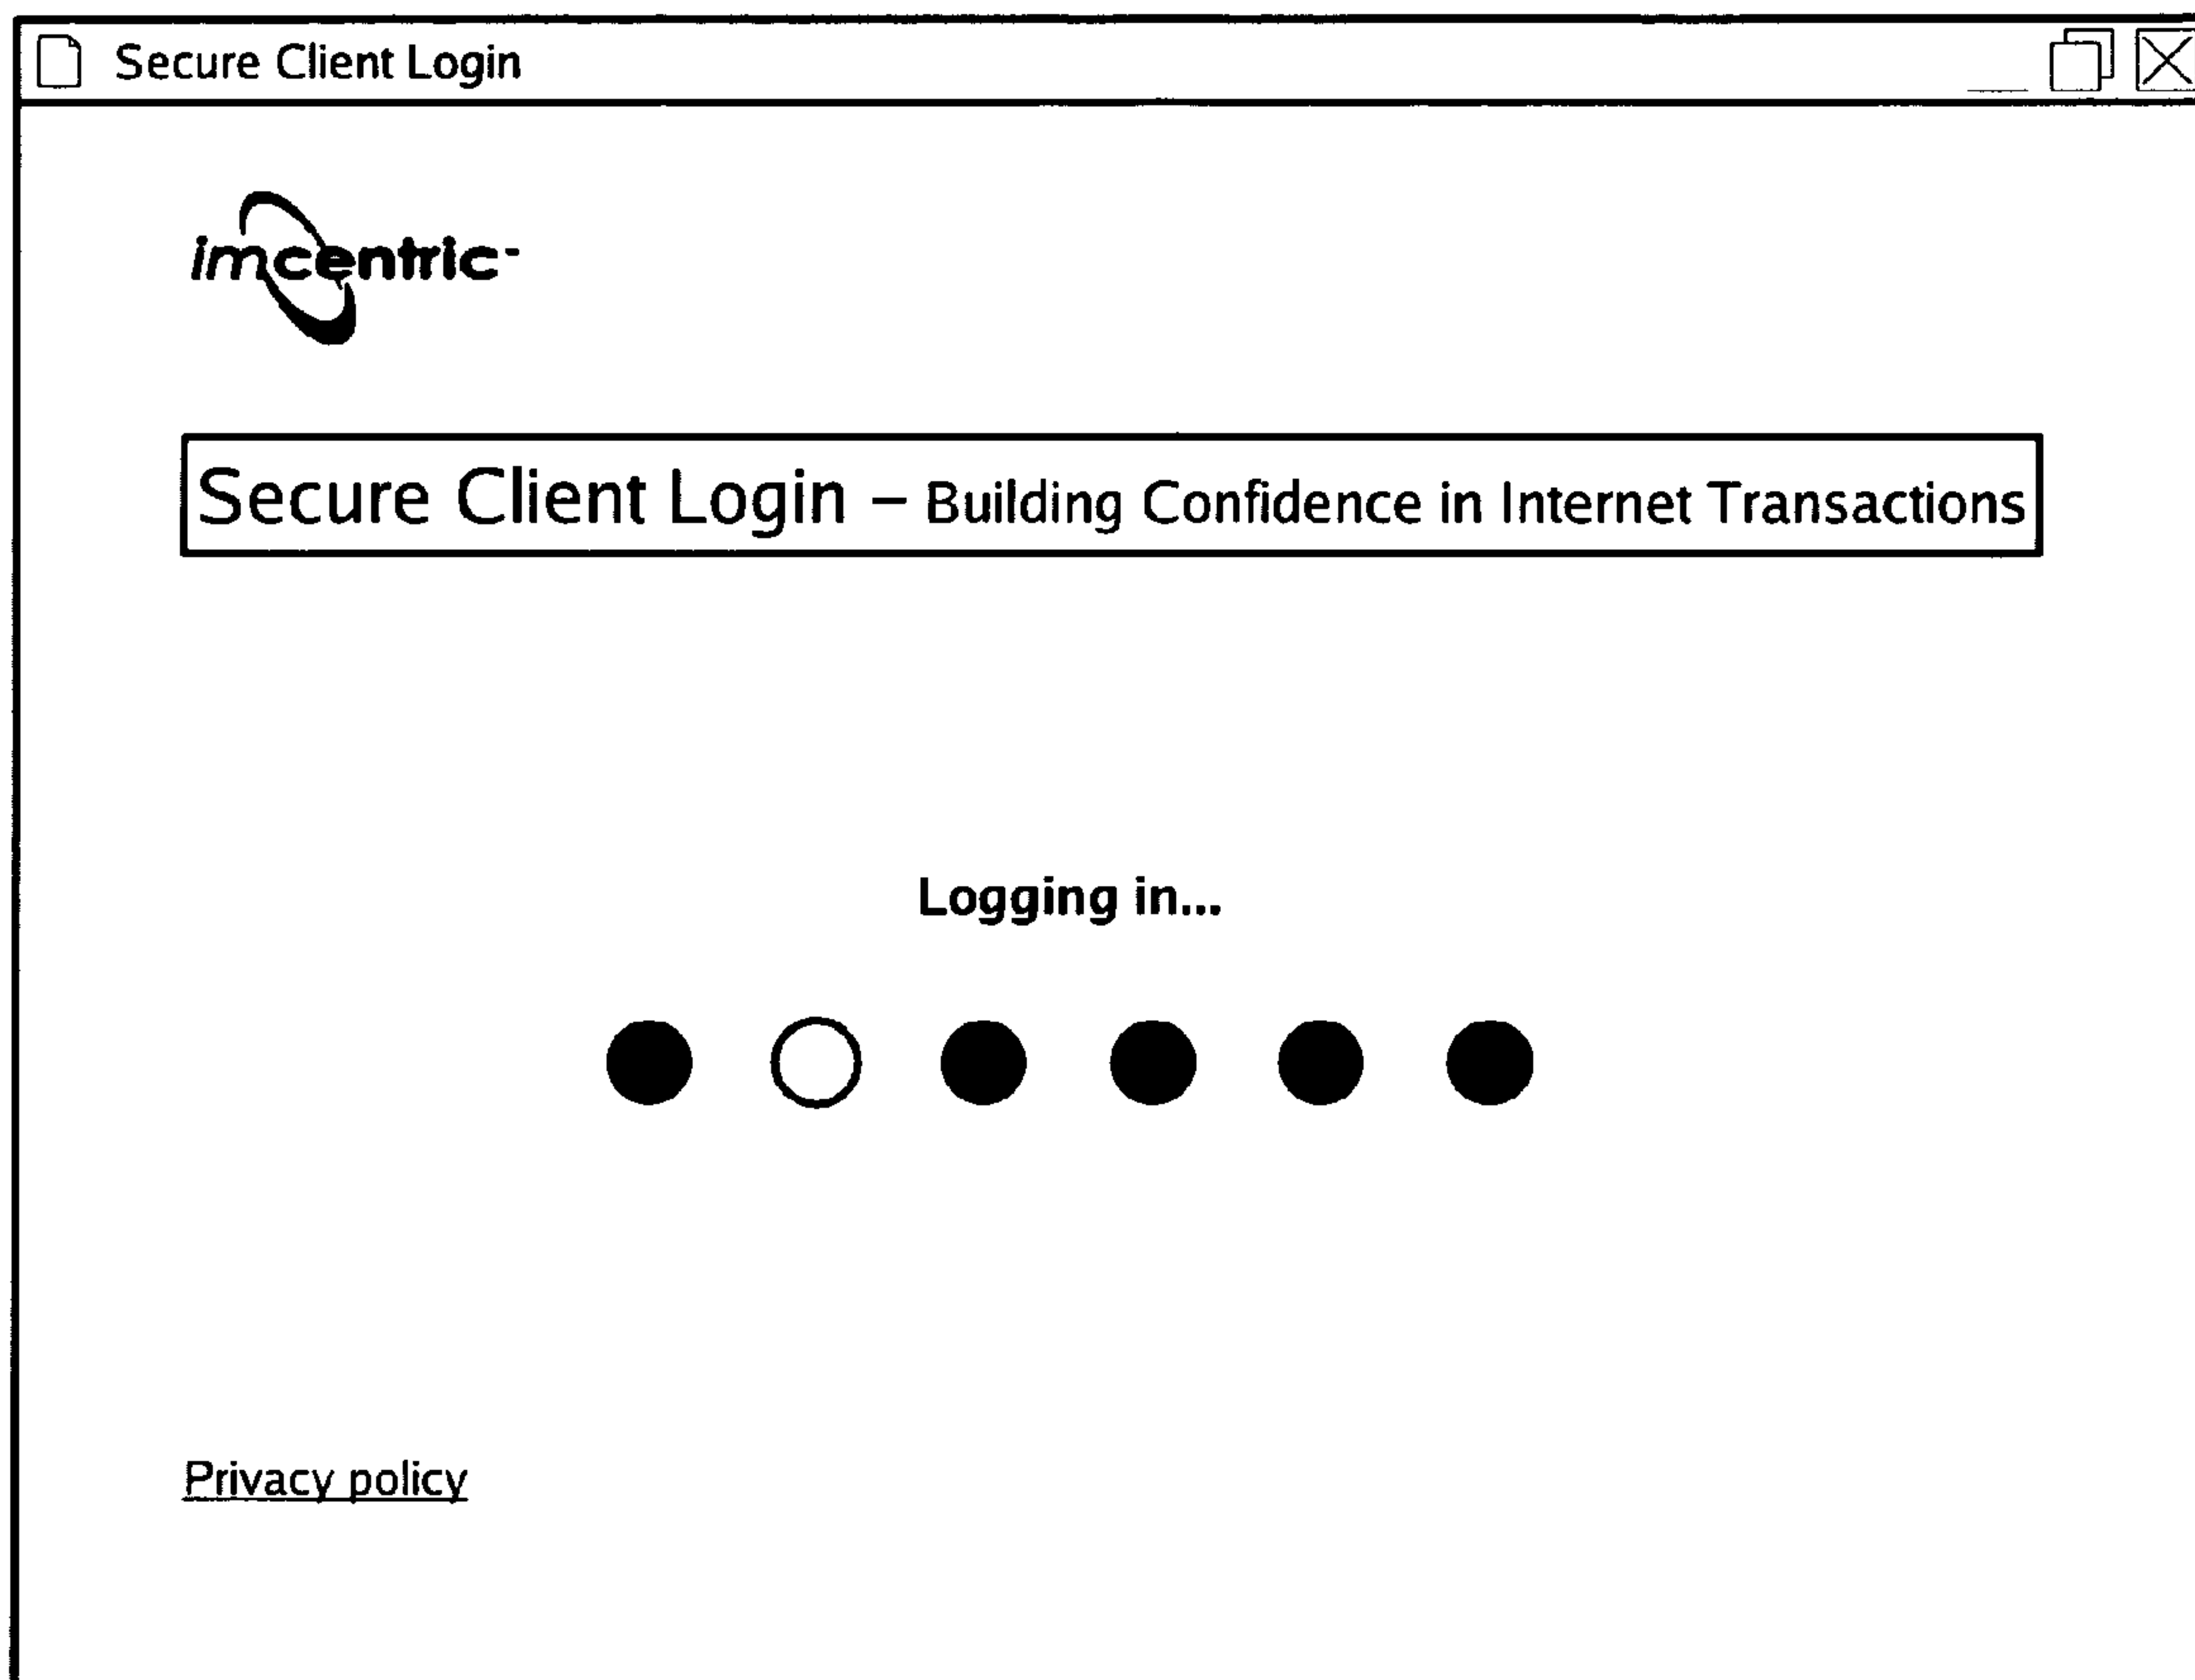 Secure Client Login
imcentric
Secure Client Login – Building Confidence in Internet Transactions
Logging in...
Privacy policy